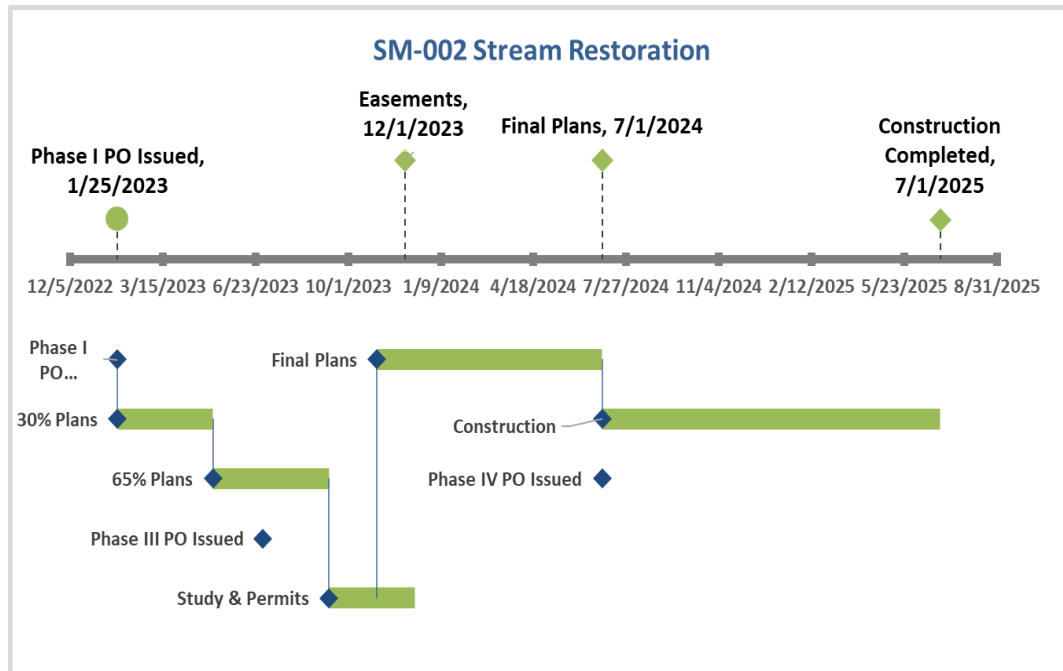 SM-002 Stream Restoration
Easements,
12/1/2023
Final Plans, 7/1/2024
Construction
Completed,
7/1/2025
Phase I PO Issued,
1/25/2023
12/5/2022 3/15/2023 6/23/2023 10/1/2023 1/9/2024 4/18/2024 7/27/2024 11/4/2024 2/12/2025 5/23/2025 8/31/2025
Phase I
PO...
Final Plans
30% Plans
Construction
65% Plans
Phase IV PO Issued
Phase III PO Issued
Study & Permits